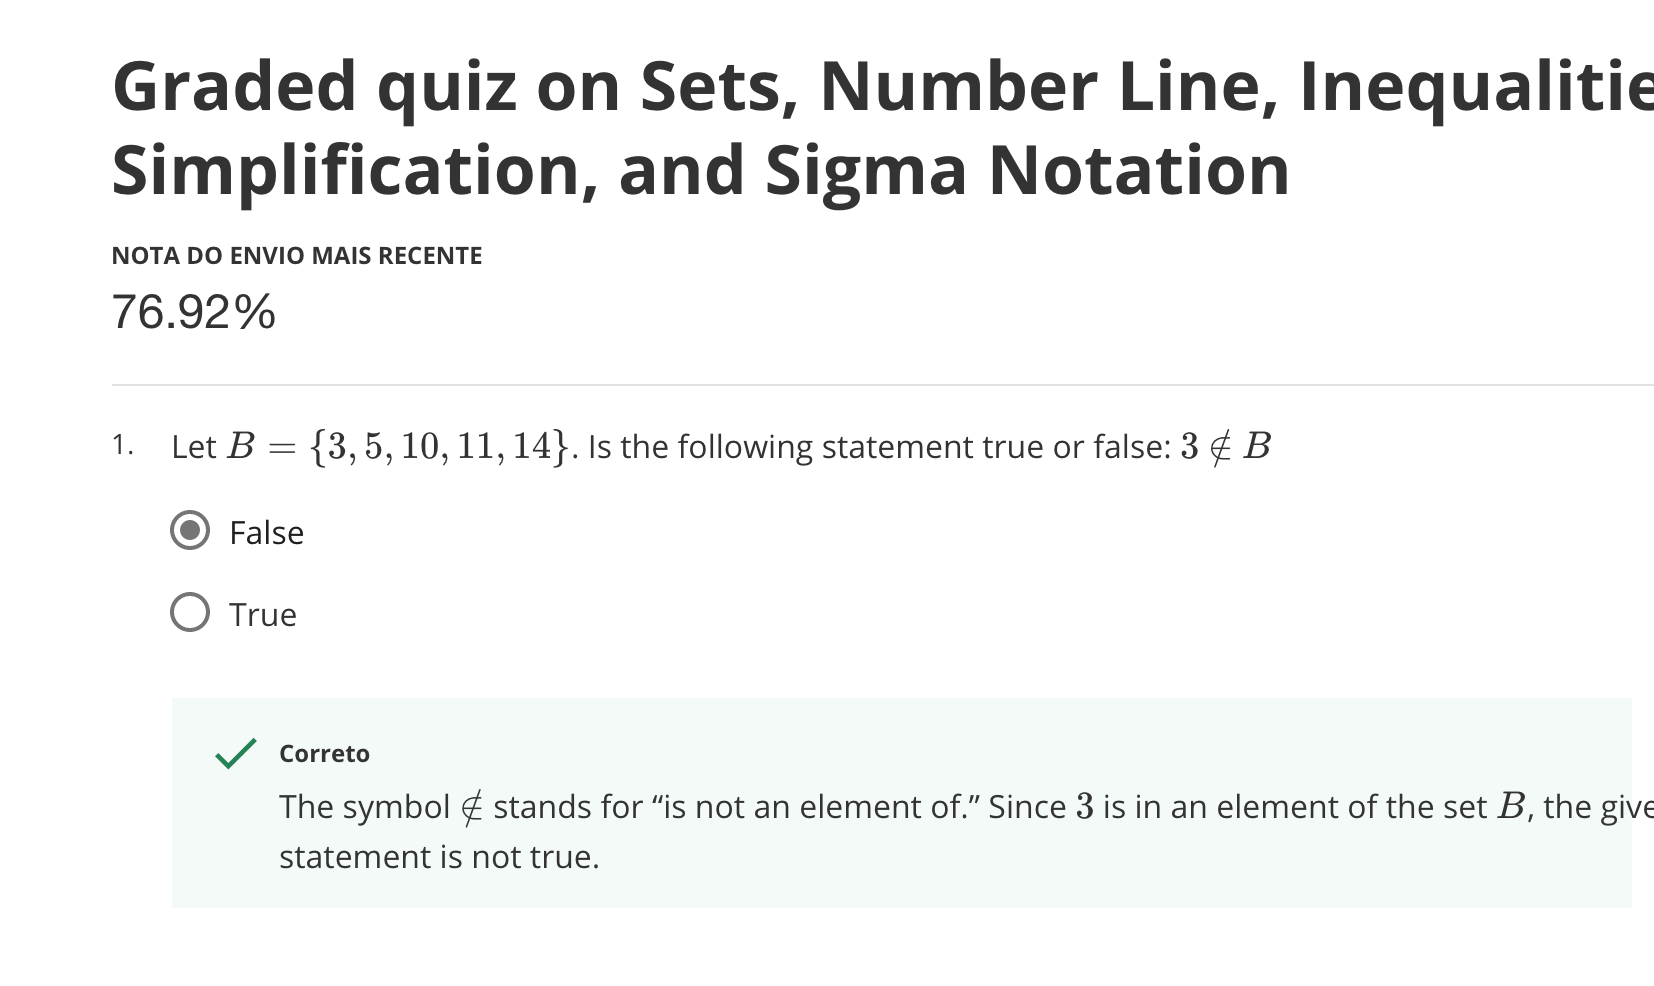 Graded quiz on Sets, Number Line, Inequalitie
Simplification, and Sigma Notation
NOTA DO ENVIO MAIS RECENTE
76.92%
1. Let B = {3, 5, 10, 11, 14}. Is the following statement true or false: 3 ∉ B
False
True
Correto
The symbol ∉ stands for “is not an element of.” Since 3 is in an element of the set B, the give
statement is not true.